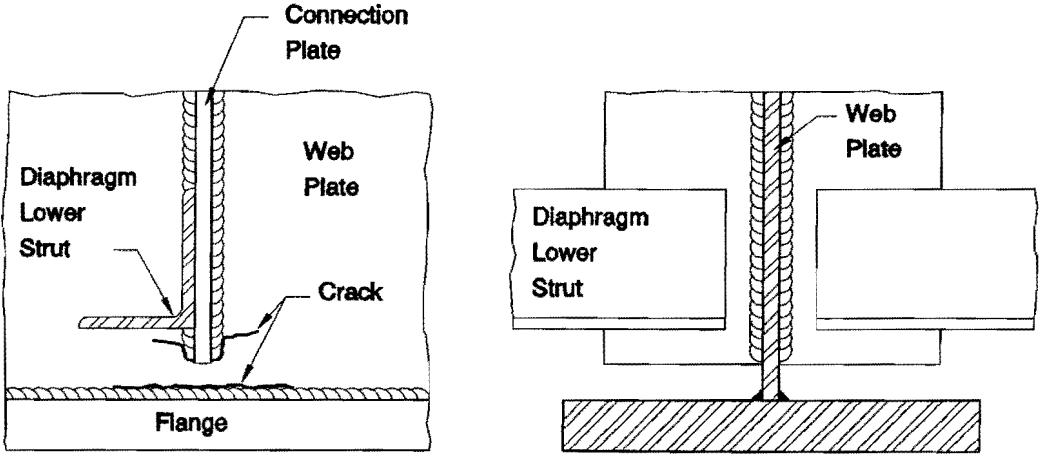 Connection
Plate
Web
Plate
Diaphragm
Lower
Strut
Crack
Flange
Web
Plate
Diaphragm
Lower
Strut